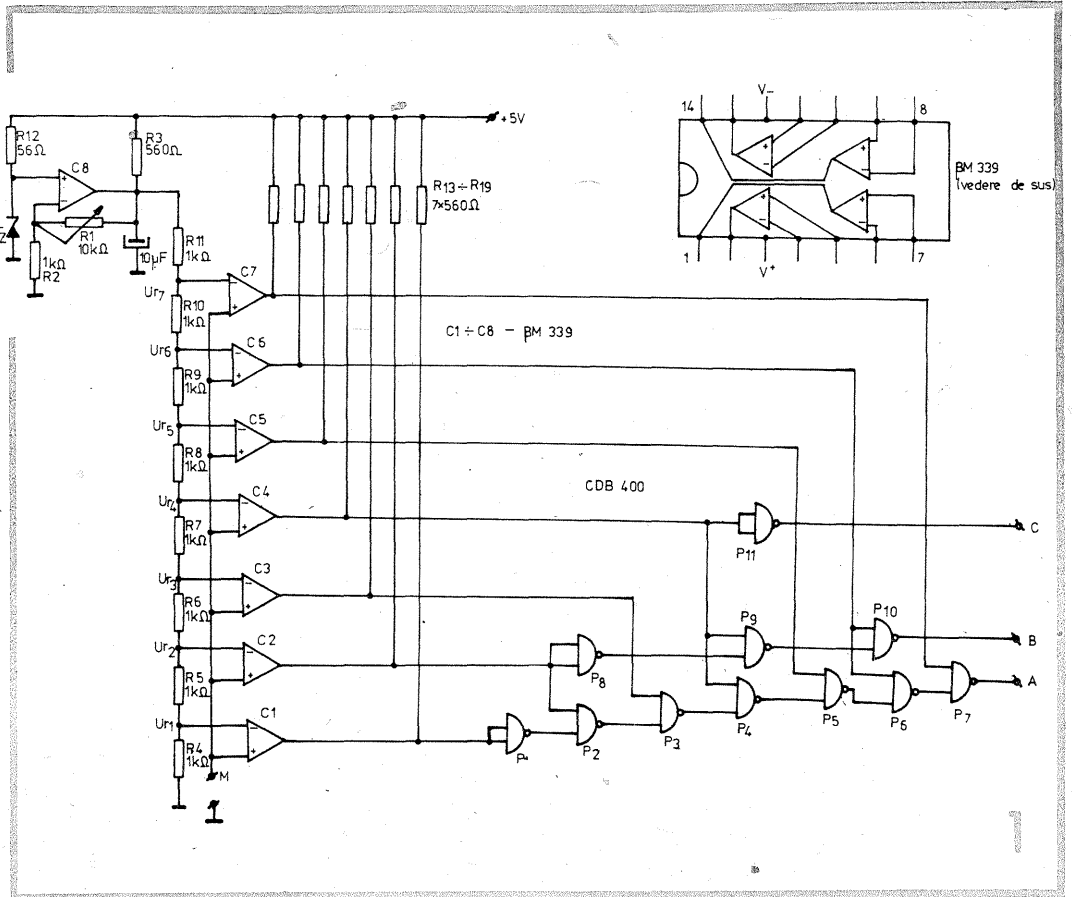 V-
14
8
+5V
R12
56Ω
R3
560Ω
C8
BM 339
(vedere de sus)
R13÷R19
7×560Ω
Z
R1
10kΩ
1kΩ
R2
10µF
R11
1kΩ
1
V+
7
C7
Ur7
R10
1kΩ
C1÷C8 - βM 339
Ur6
C6
R9
1kΩ
Ur5
C5
R8
1kΩ
CDB 400
Ur4
C4
R7
1kΩ
P11
C
Ur3
C3
R6
1kΩ
P9
P10
B
Ur2
C2
R5
1kΩ
P8
A
P7
P6
P5
P4
P3
P2
P1
Ur1
C1
R4
1kΩ
M